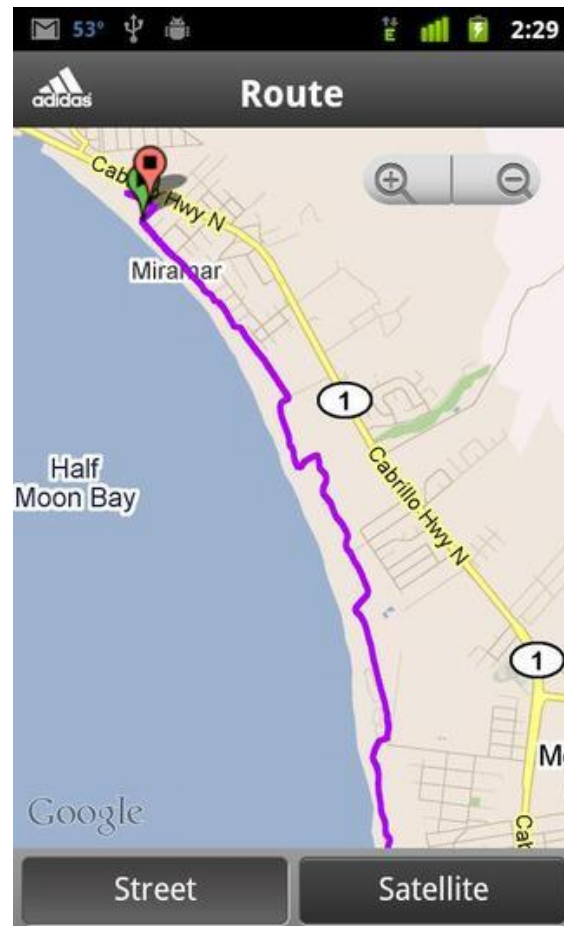 53°
E
2:29
adidas
Route
Cabrillo Hwy N
Miramar
1
Half
Moon Bay
Cabrillo Hwy N
1
Google
Street
Satellite